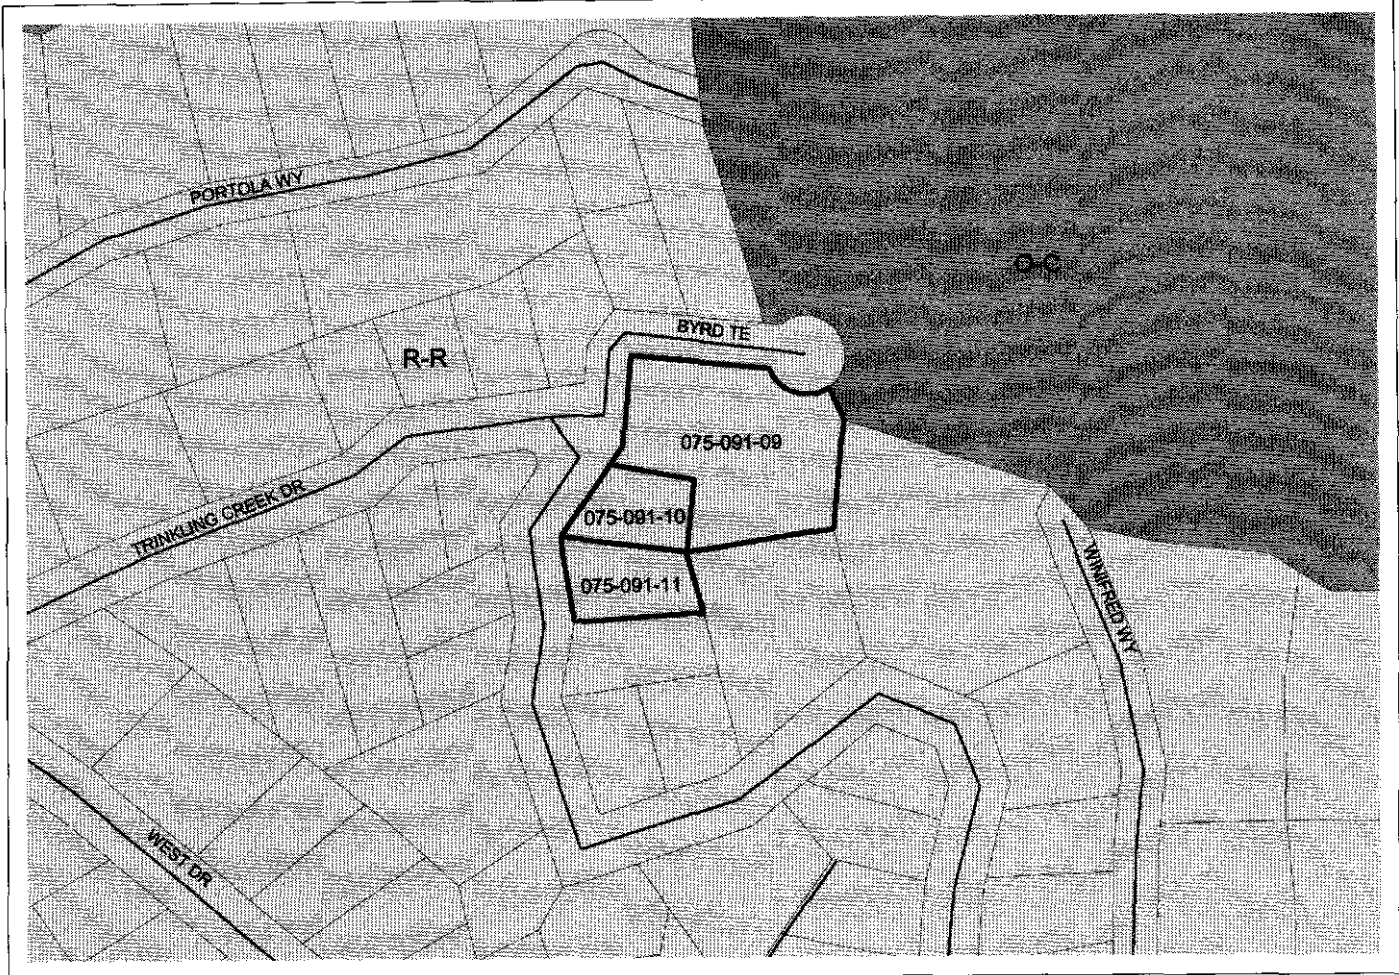 PORTOLA WY
O-C
BYRD TE
R-R
075-091-09
TRINKLING CREEK DR
075-091-10
WINIFRED WY
075-091-11
WEST DR